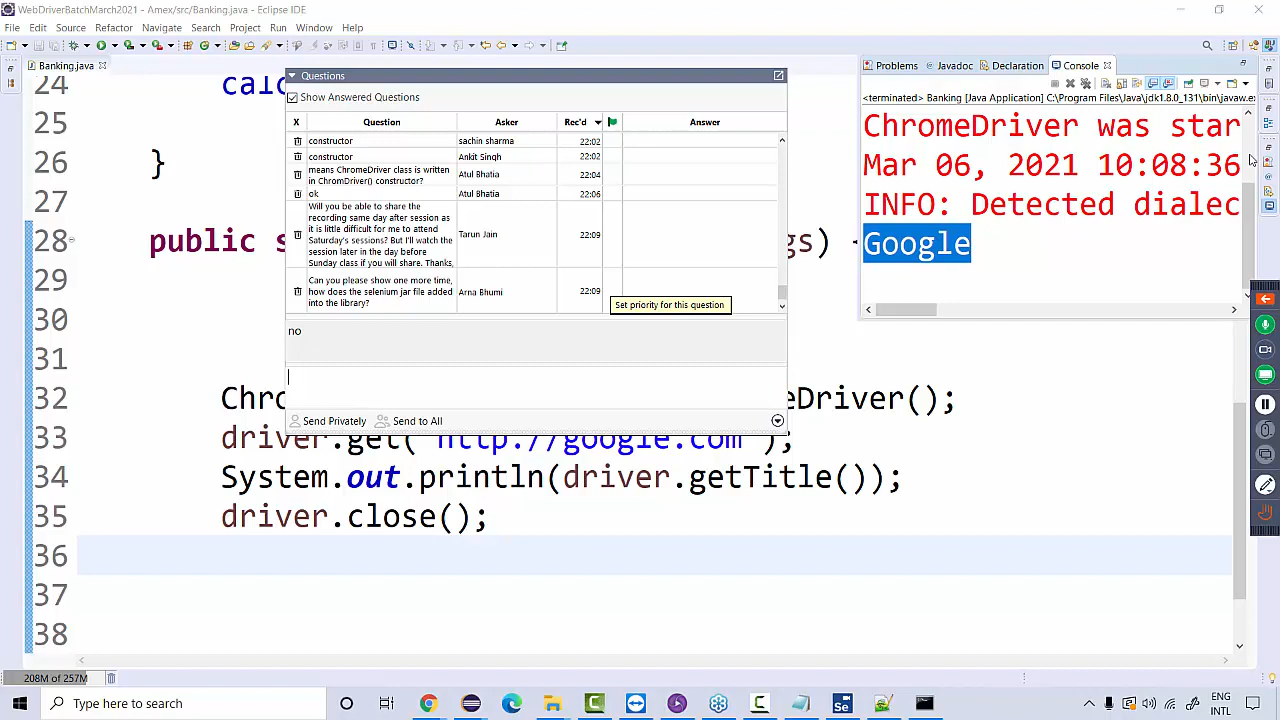 WebDriverBatchMarch2021 - Amex/src/Banking.java - Eclipse IDE
File Edit Source Refactor Navigate Search Project Run Window Help
Banking.java
Problems Javadoc Declaration Console
<terminated> Banking [Java Application] C:\Program Files\Java\jdk1.8.0_131\bin\javaw.e
ChromeDriver was star
Mar 06, 2021 10:08:36
INFO: Detected dialec
Google
Questions
Show Answered Questions
X Question Asker Rec'd Answer
constructor sachin sharma 22:02
constructor Ankit Singh 22:02
means ChromeDriver class is written
in ChromDriver() constructor? Atul Bhatia 22:04
ok Atul Bhatia 22:06
Will you be able to share the
recording same day after session as
it is little difficult for me to attend
Saturday's sessions? But I'll watch the
session later in the day before
Sunday class if you will share. Thanks,
Tarun Jain 22:09
Can you please show one more time,
how does the selenium jar file added
into the library?
Arna Bhumi 22:09
Set priority for this question
no
Send Privately Send to All
24 calc
25
26 }
27
28 public s gs) {
29
30
31
32 Chro eDriver();
33 driver.get("http://google.com");
34 System.out.println(driver.getTitle());
35 driver.close();
36
37
38
208M of 257M
Type here to search
Se
ENG
INTL